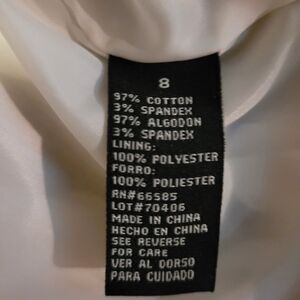 8
97% COTTON
3% SPANDEX
97% ALGODON
3% SPANDEX
LINING:
100% POLYESTER
FORRO:
100% POLIESTER
RN#66585
LOT#70406
MADE IN CHINA
HECHO EN CHINA
SEE REVERSE
FOR CARE
VER AL DORSO
PARA CUIDADO